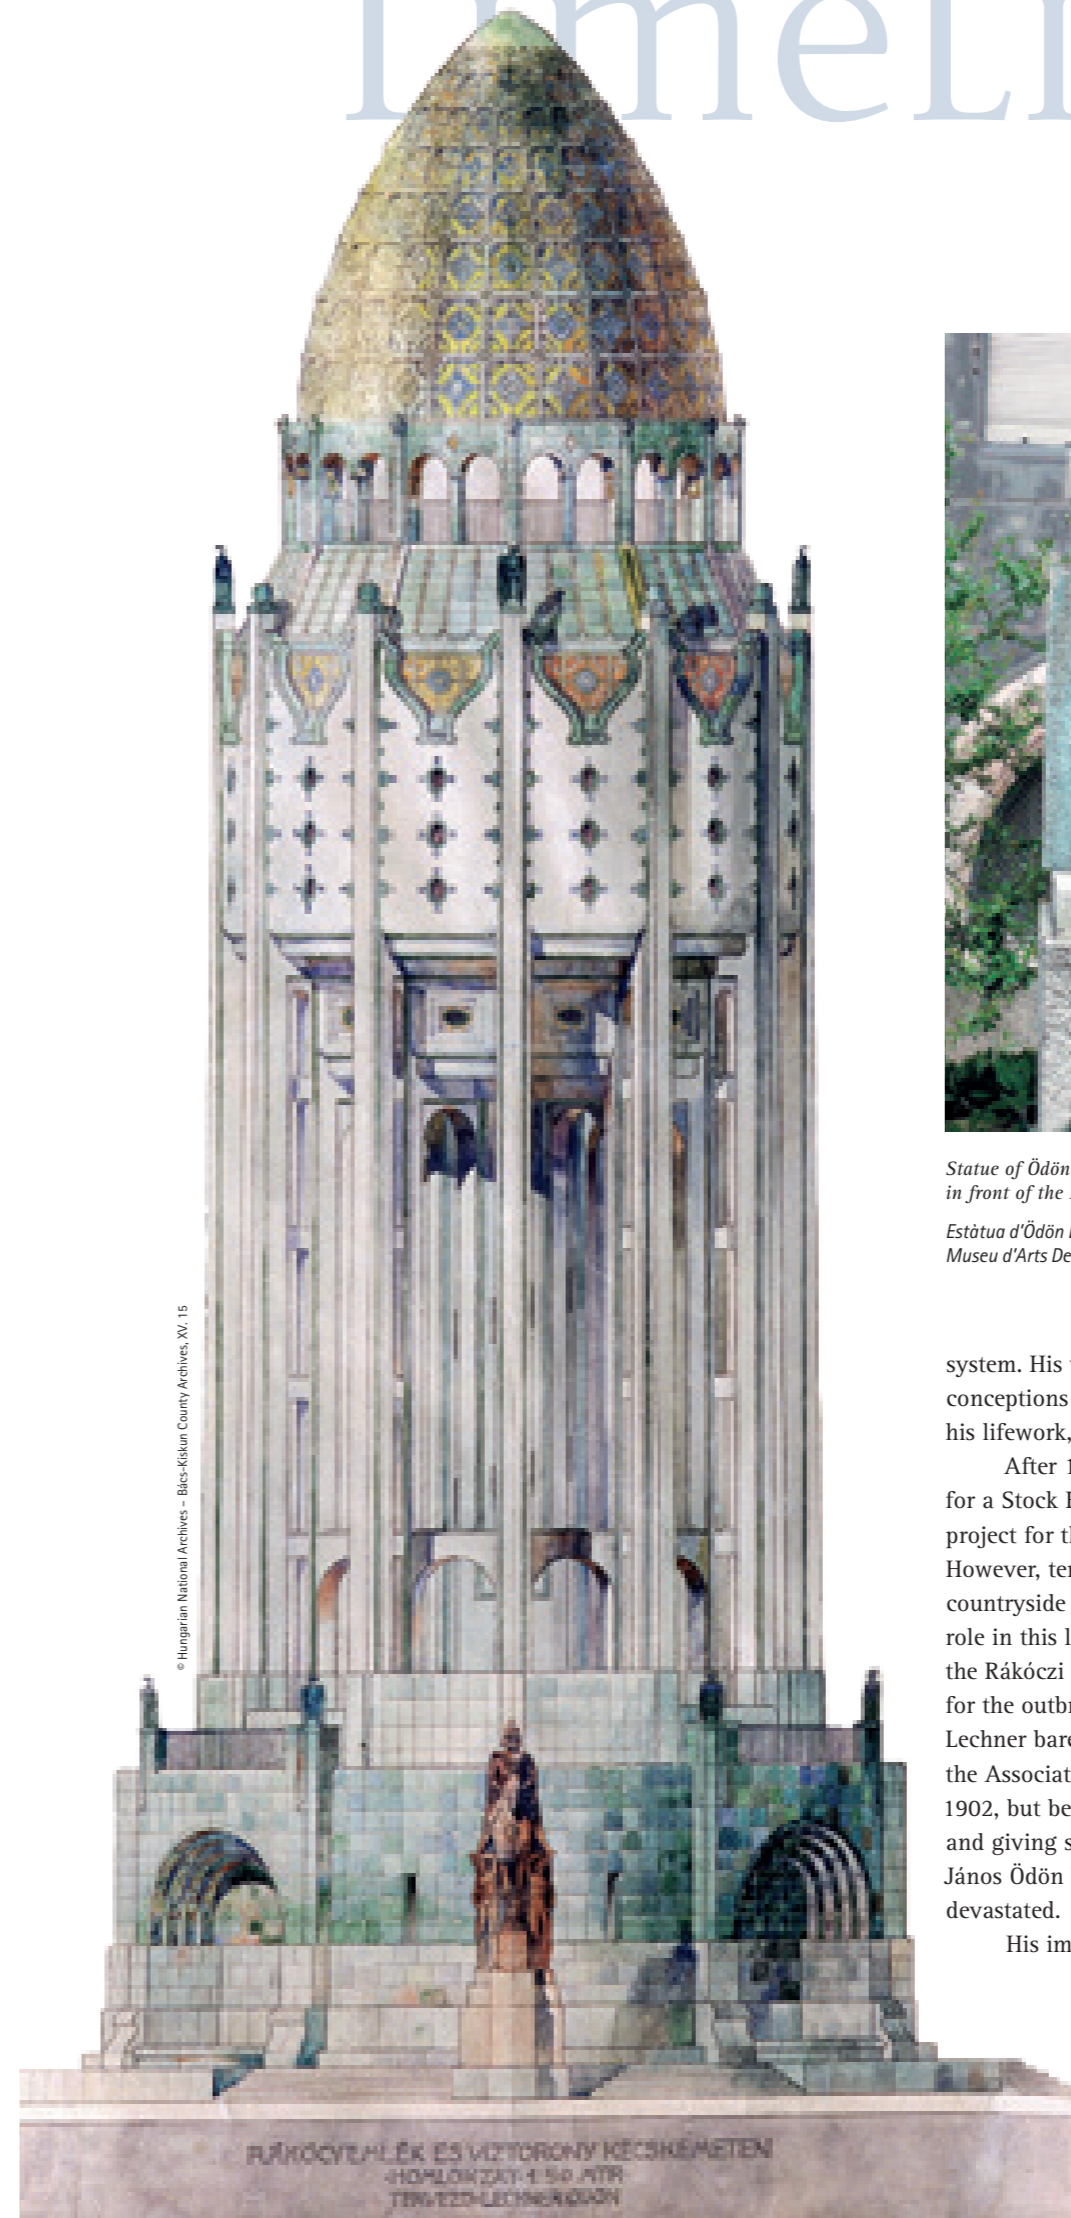 © Hungarian National Archives – Bács-Kiskun County Archives, XV. 15
RÁKÓCYEMLÉK ÉS VIZTORONY KECSKEMÉTEN
HOMLOKZAT 1:50 MTR
TERVEZŐ LECHNER ÖDÖN
Statue of Ödön
in front of the
Estàtua d'Ödön
Museu d'Arts De
system. His
conceptions
his lifework,
After 1
for a Stock
project for th
However, ter
countryside
role in this l
the Rákóczi
for the outbr
Lechner bare
the Associat
1902, but be
and giving s
János Ödön
devastated.
His im